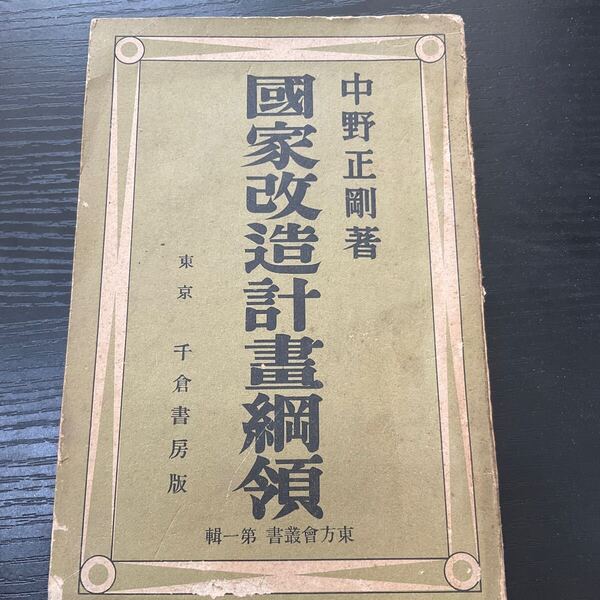 中野正剛著
國家改造計畫綱領
東京 千倉書房版
東方會叢書 第一輯